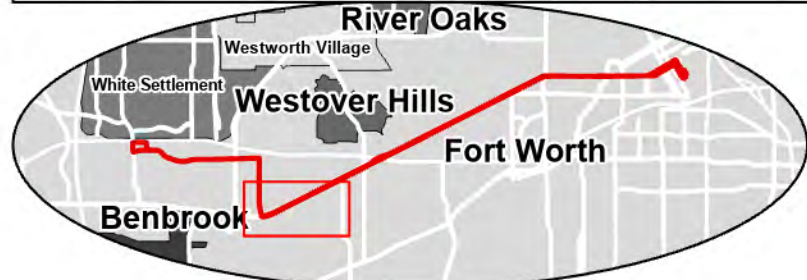 River Oaks
Westworth Village
White Settlement
Westover Hills
Fort Worth
Benbrook